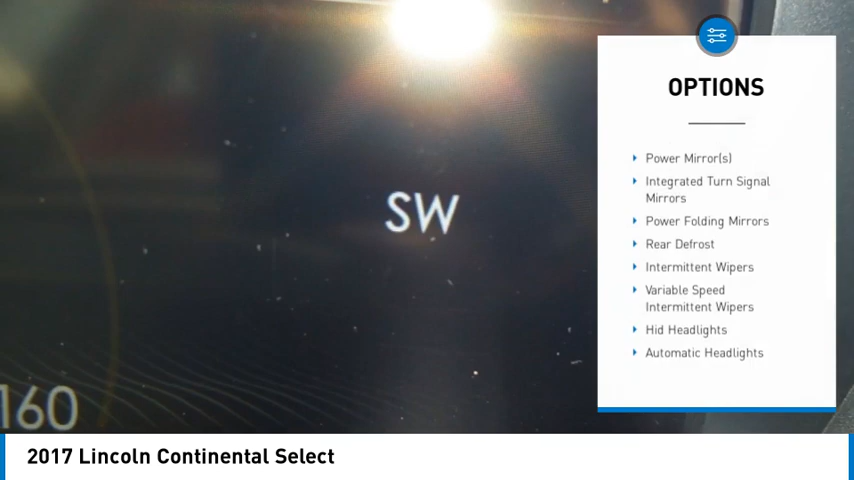 SW
160
OPTIONS
Power Mirror(s)
Integrated Turn Signal
Mirrors
Power Folding Mirrors
Rear Defrost
Intermittent Wipers
Variable Speed
Intermittent Wipers
Hid Headlights
Automatic Headlights
2017 Lincoln Continental Select